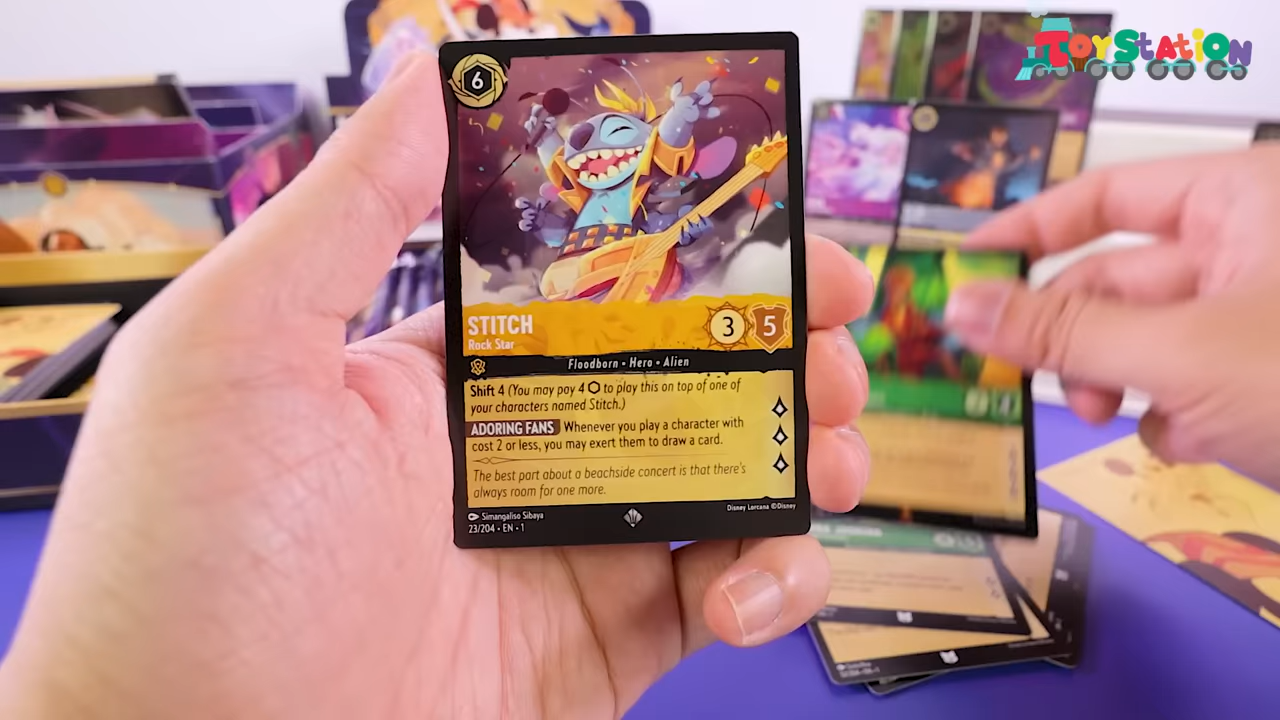 TOYSTATION
6
STITCH
Rock Star
3
5
Floodborn • Hero • Alien
Shift 4 (You may pay 4 ⬡ to play this on top of one of
your characters named Stitch.)
ADORING FANS Whenever you play a character with
cost 2 or less, you may exert them to draw a card.
The best part about a beachside concert is that there's
always room for one more.
Simangaliso Sibaya
Disney Lorcana ©Disney
23/204 • EN • 1